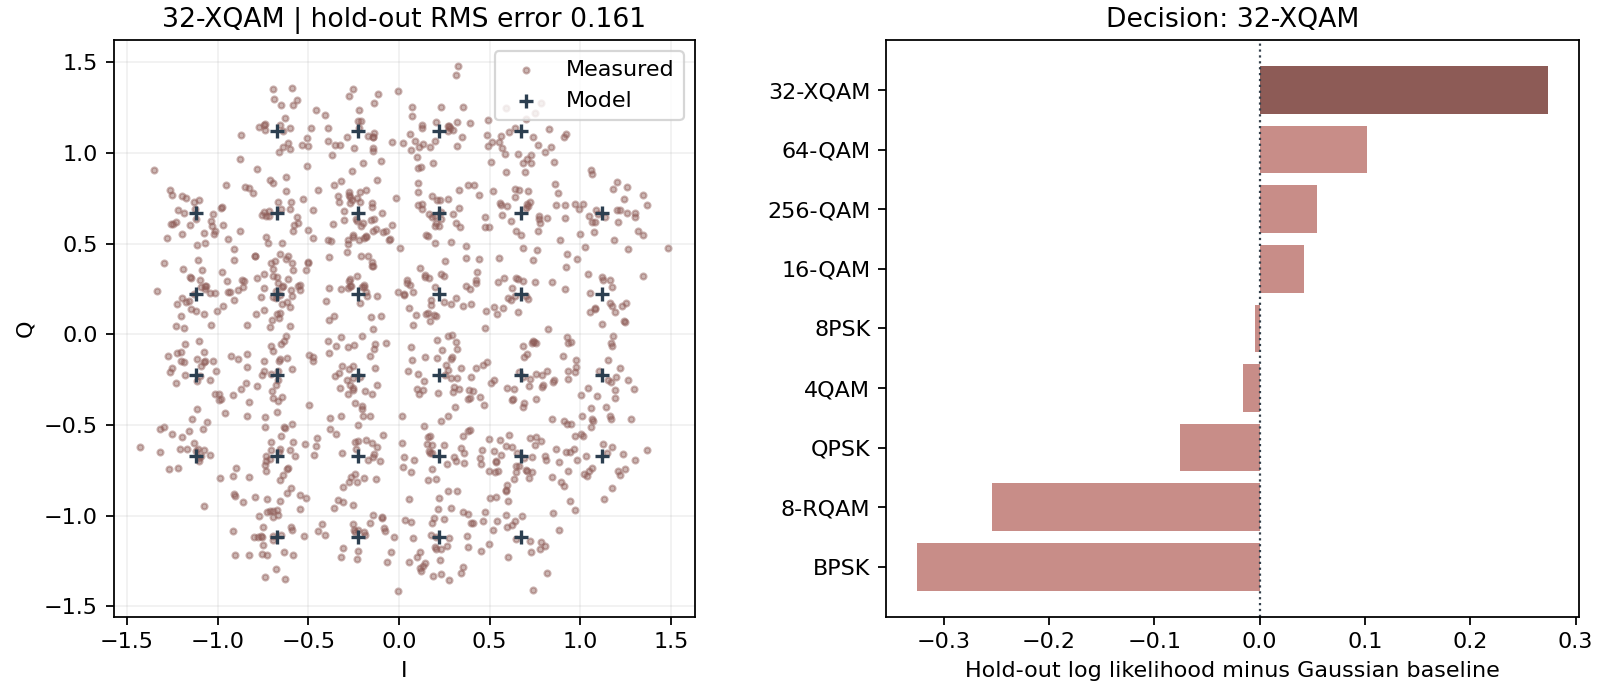 32-XQAM | hold-out RMS error 0.161
Measured
Model
1.5
1.0
0.5
0.0
−0.5
−1.0
−1.5
Q
−1.5
−1.0
−0.5
0.0
0.5
1.0
1.5
I
Decision: 32-XQAM
32-XQAM
64-QAM
256-QAM
16-QAM
8PSK
4QAM
QPSK
8-RQAM
BPSK
−0.3
−0.2
−0.1
0.0
0.1
0.2
0.3
Hold-out log likelihood minus Gaussian baseline